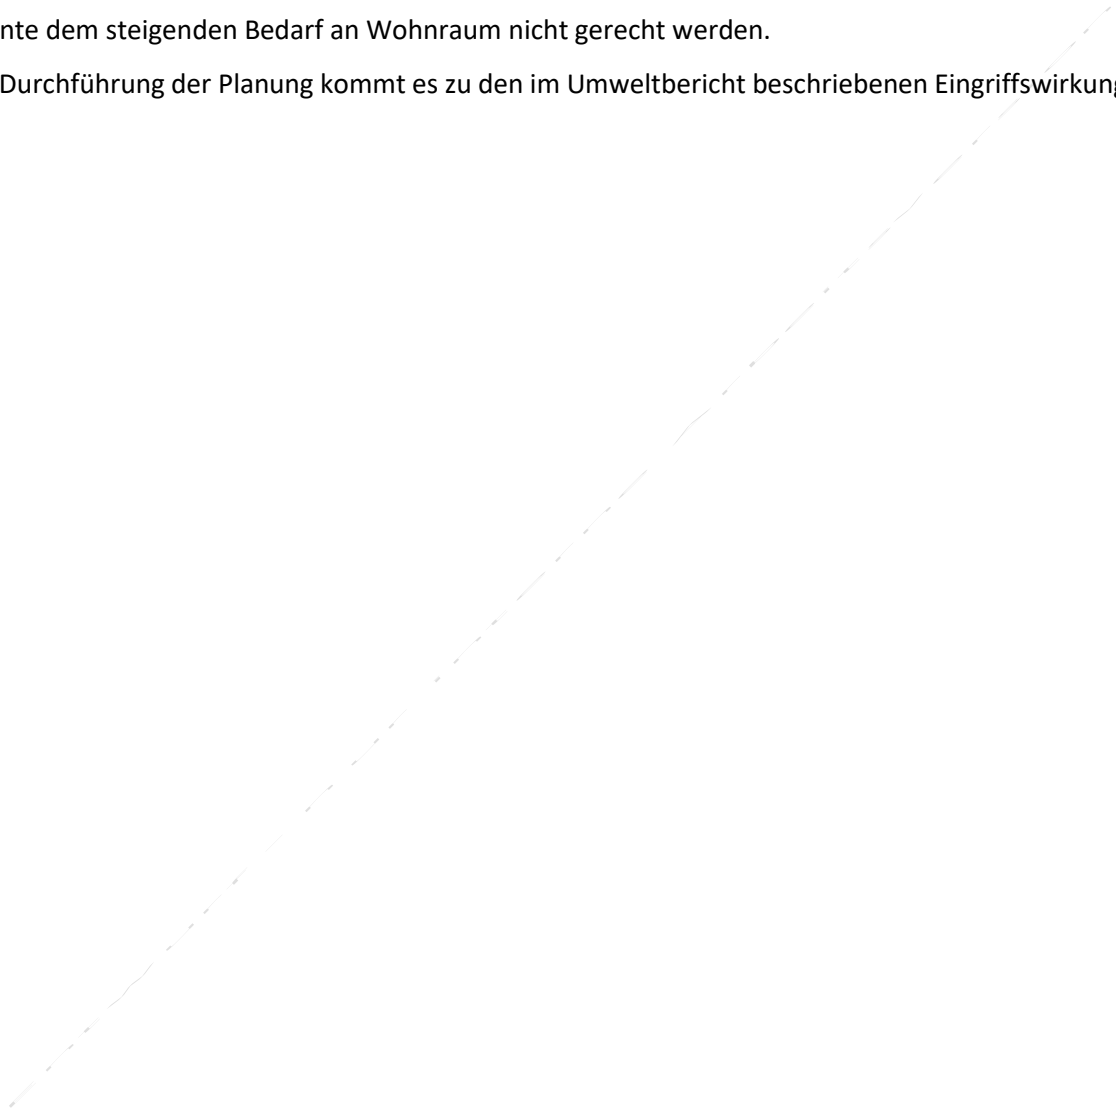 nte dem steigenden Bedarf an Wohnraum nicht gerecht werden.
Durchführung der Planung kommt es zu den im Umweltbericht beschriebenen Eingriffswirkung